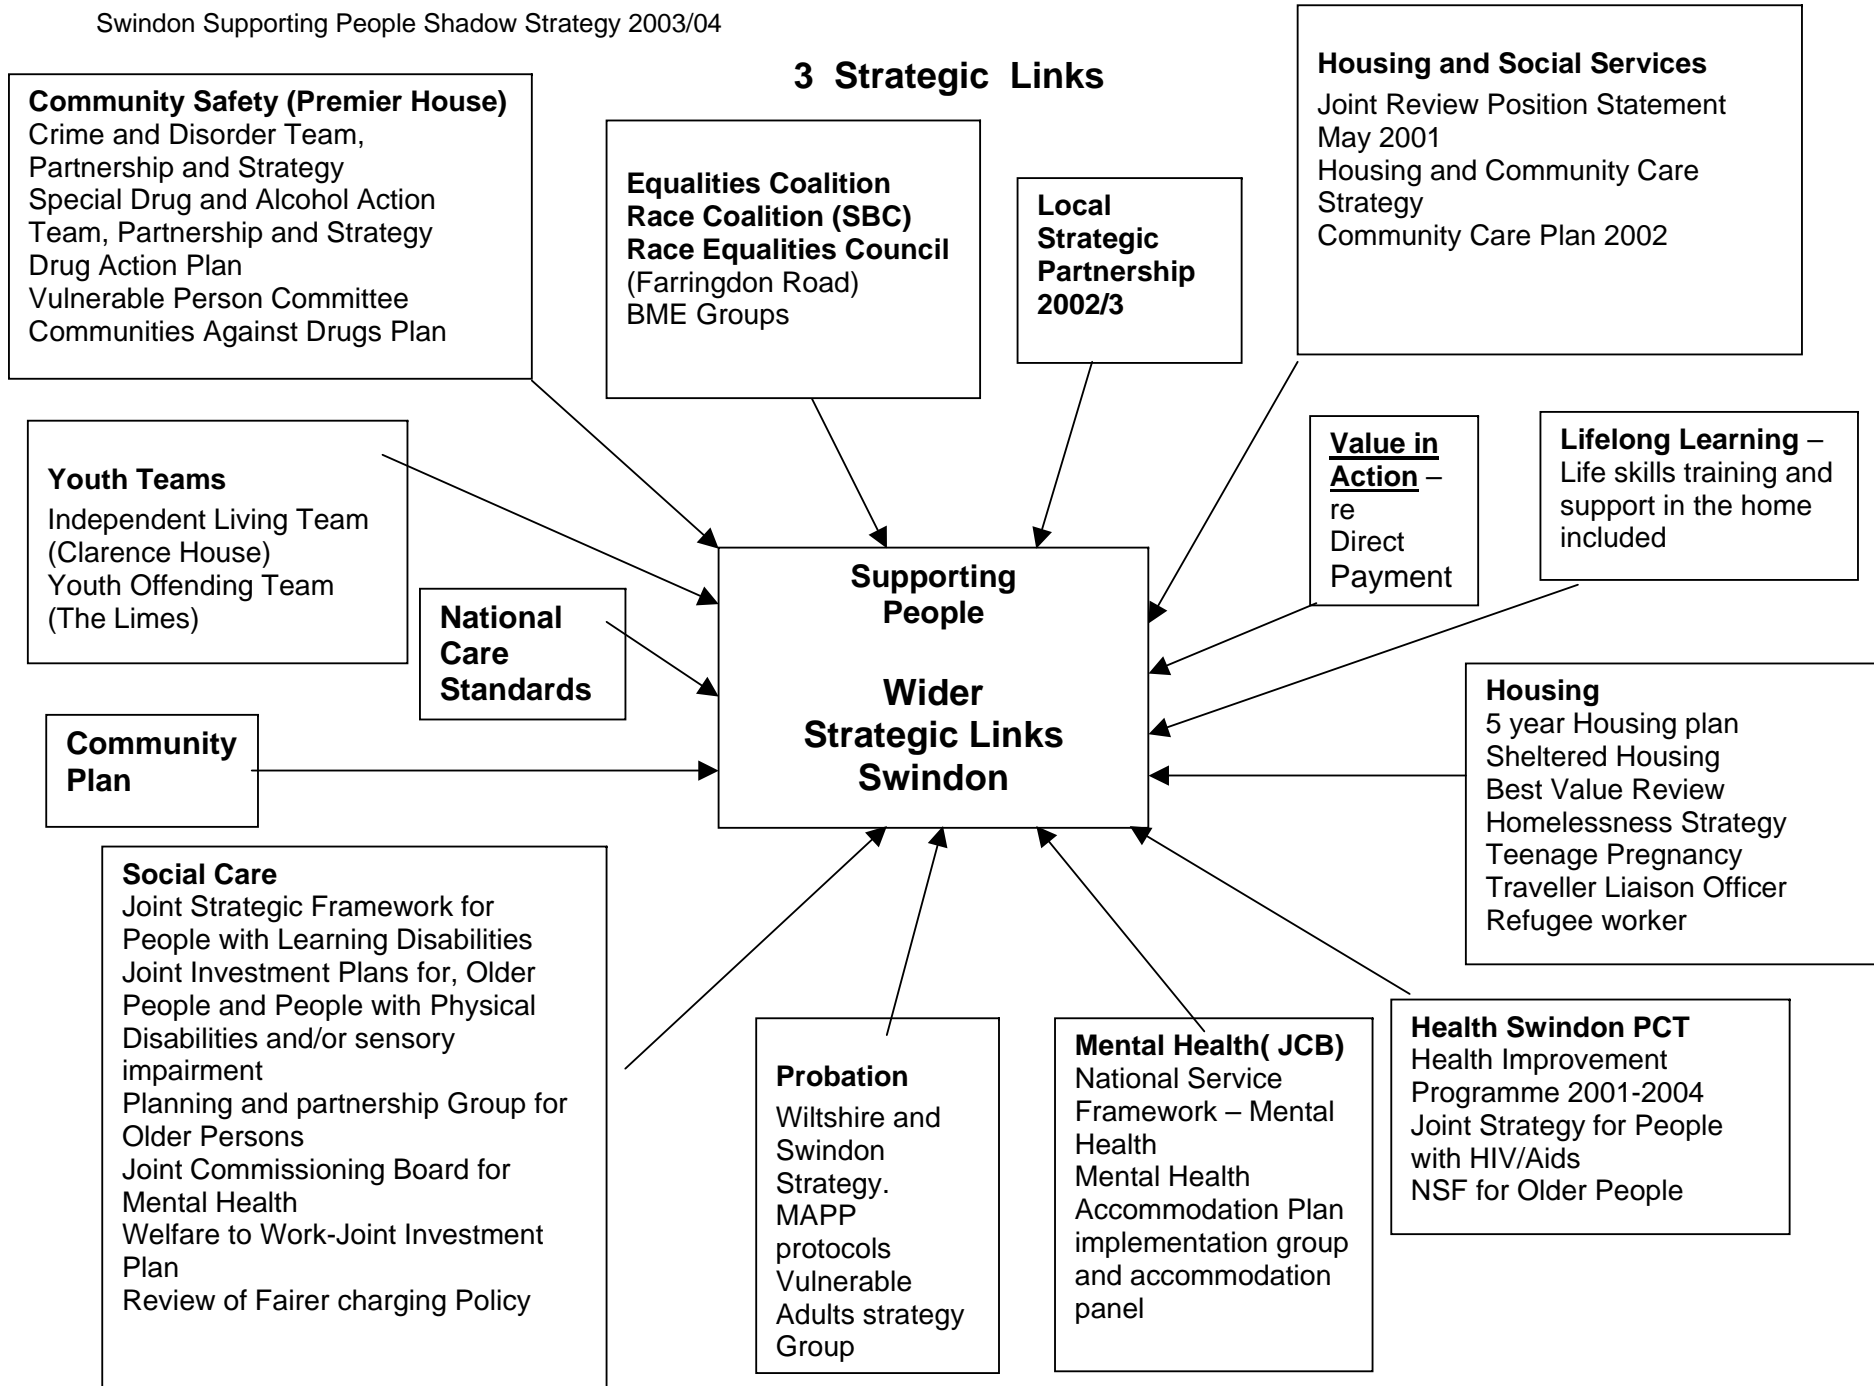 Swindon Supporting People Shadow Strategy 2003/04
3 Strategic Links
Community Safety (Premier House)
Crime and Disorder Team,
Partnership and Strategy
Special Drug and Alcohol Action
Team, Partnership and Strategy
Drug Action Plan
Vulnerable Person Committee
Communities Against Drugs Plan
Equalities Coalition
Race Coalition (SBC)
Race Equalities Council
(Farringdon Road)
BME Groups
Local
Strategic
Partnership
2002/3
Housing and Social Services
Joint Review Position Statement
May 2001
Housing and Community Care
Strategy
Community Care Plan 2002
Youth Teams
Independent Living Team
(Clarence House)
Youth Offending Team
(The Limes)
National
Care
Standards
Supporting
People
Wider
Strategic Links
Swindon
Value in
Action –
re
Direct
Payment
Lifelong Learning –
Life skills training and
support in the home
included
Community
Plan
Housing
5 year Housing plan
Sheltered Housing
Best Value Review
Homelessness Strategy
Teenage Pregnancy
Traveller Liaison Officer
Refugee worker
Social Care
Joint Strategic Framework for
People with Learning Disabilities
Joint Investment Plans for, Older
People and People with Physical
Disabilities and/or sensory
impairment
Planning and partnership Group for
Older Persons
Joint Commissioning Board for
Mental Health
Welfare to Work-Joint Investment
Plan
Review of Fairer charging Policy
Probation
Wiltshire and
Swindon
Strategy.
MAPP
protocols
Vulnerable
Adults strategy
Group
Mental Health( JCB)
National Service
Framework – Mental
Health
Mental Health
Accommodation Plan
implementation group
and accommodation
panel
Health Swindon PCT
Health Improvement
Programme 2001-2004
Joint Strategy for People
with HIV/Aids
NSF for Older People